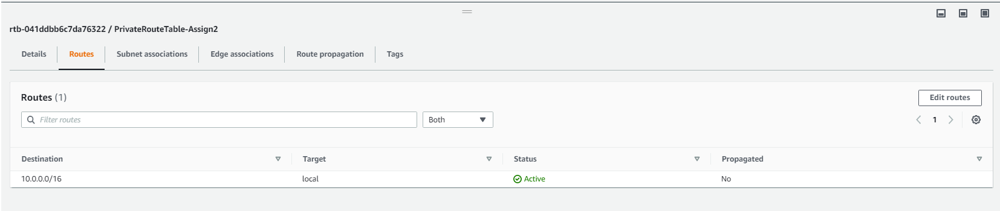 rtb-041ddbb6c7da76322 / PrivateRouteTable-Assign2
Details Routes Subnet associations Edge associations Route propagation Tags
Routes (1) Edit routes
Filter routes Both 1
Destination Target Status Propagated
10.0.0.0/16 local Active No